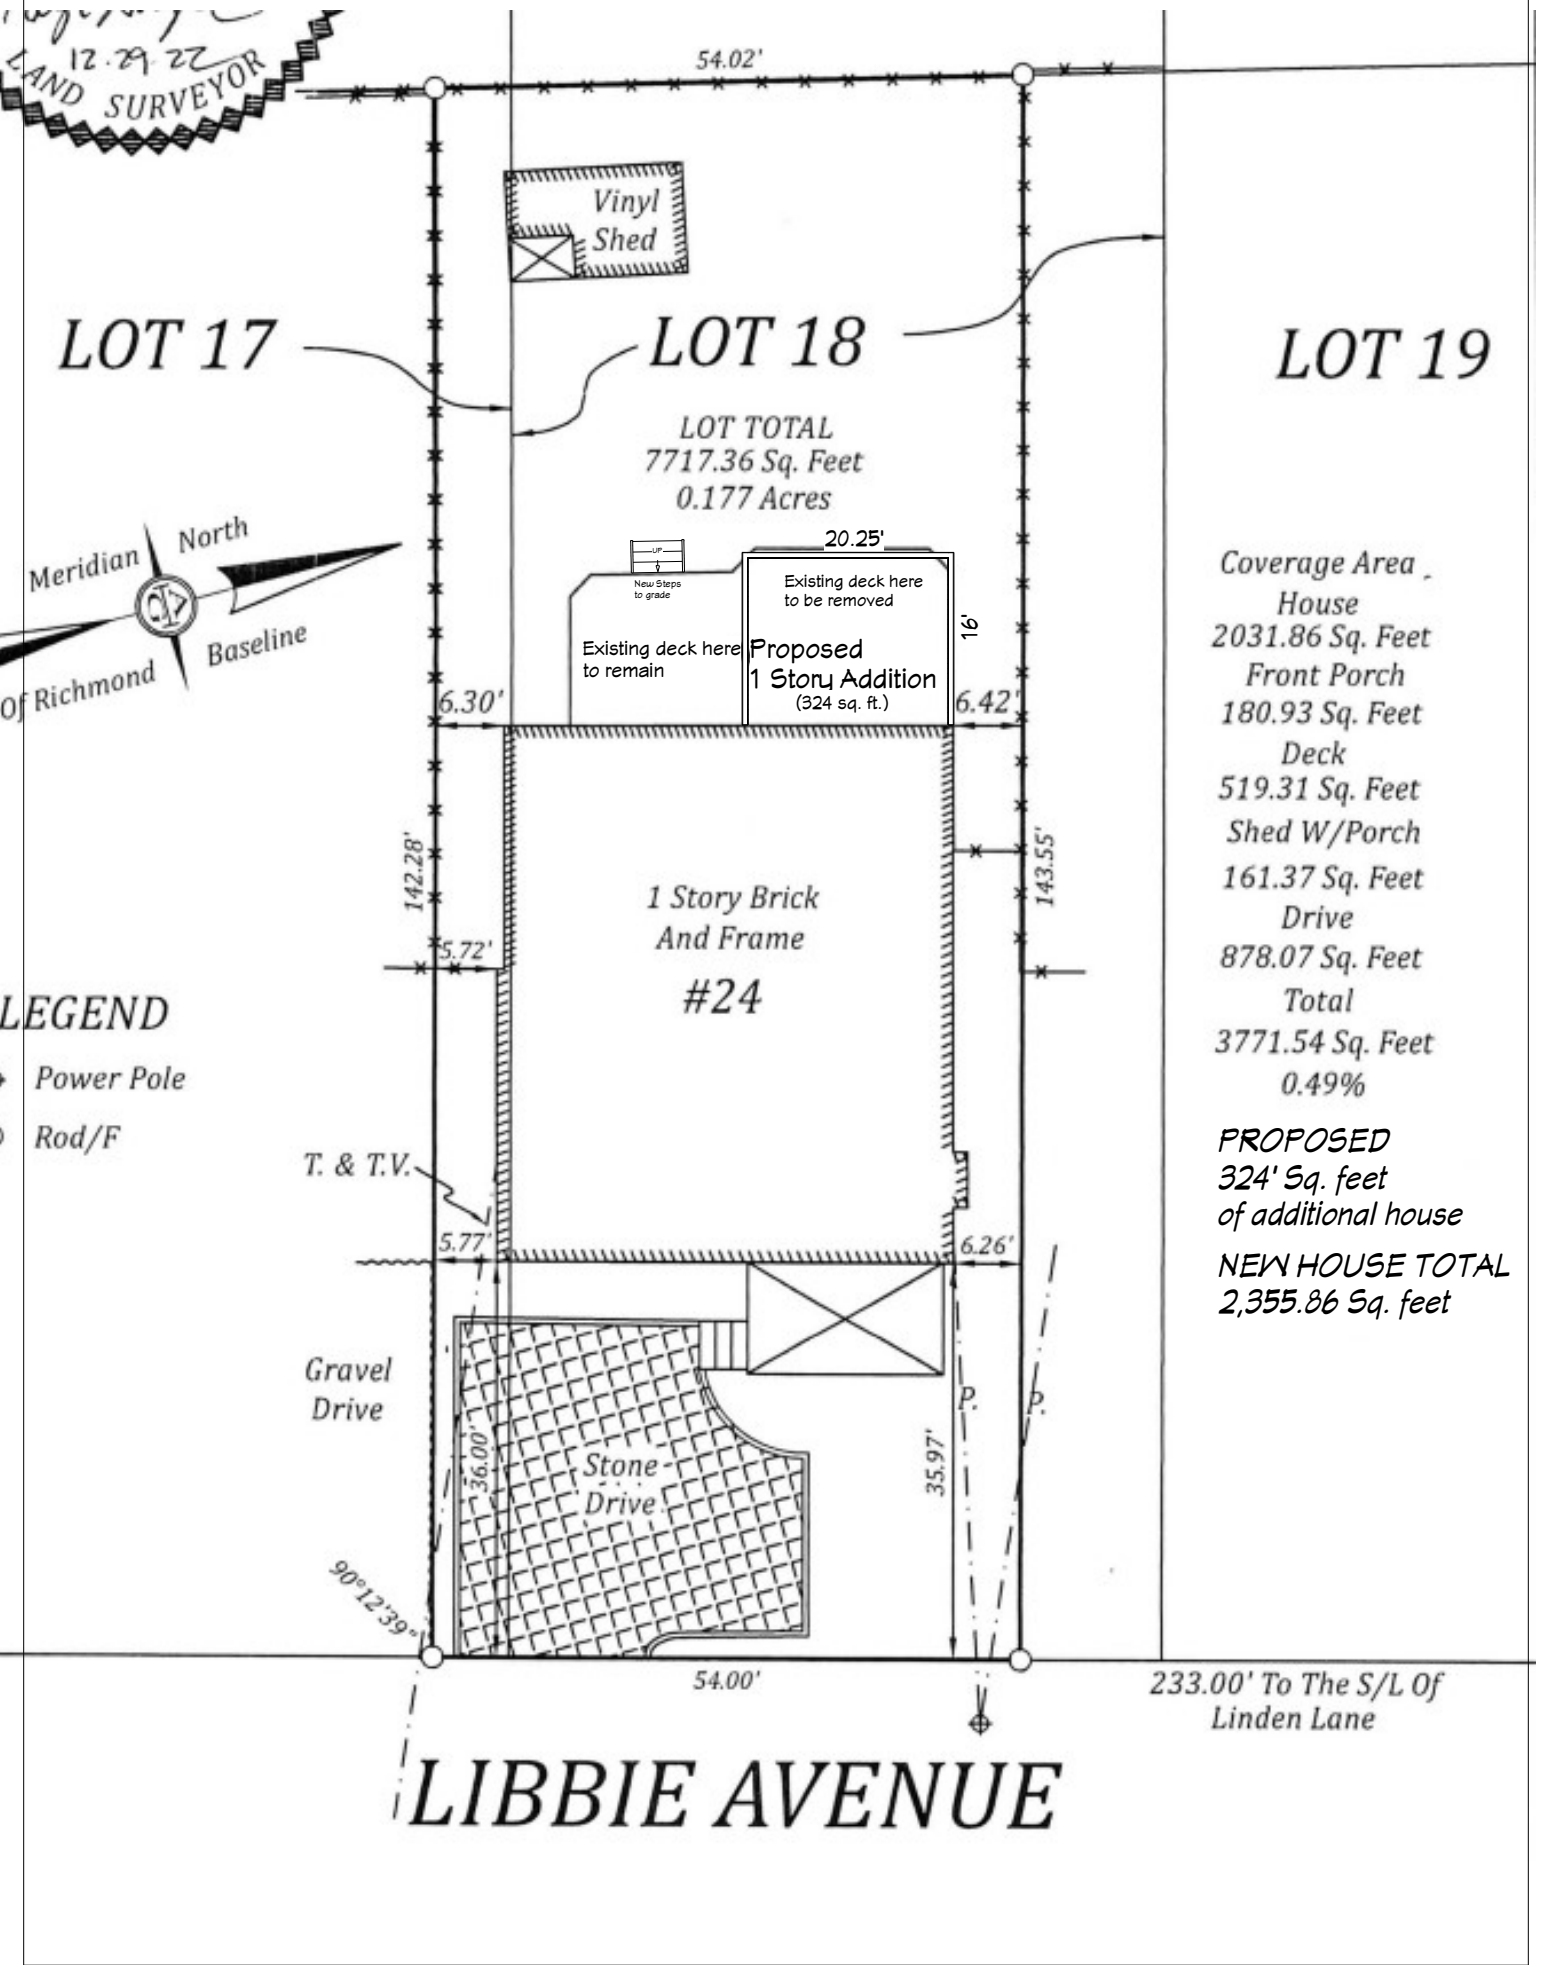 12.29.22
LAND SURVEYOR
54.02'
Vinyl
Shed
LOT 17
LOT 18
LOT 19
LOT TOTAL
7717.36 Sq. Feet
0.177 Acres
Meridian
North
Of Richmond
Baseline
UP
New Steps
to grade
20.25'
Existing deck here
to be removed
16'
Existing deck here
to remain
Proposed
1 Story Addition
(324 sq. ft.)
6.30'
6.42'
Coverage Area
House
2031.86 Sq. Feet
Front Porch
180.93 Sq. Feet
Deck
519.31 Sq. Feet
Shed W/Porch
161.37 Sq. Feet
Drive
878.07 Sq. Feet
Total
3771.54 Sq. Feet
0.49%
PROPOSED
324' Sq. feet
of additional house
NEW HOUSE TOTAL
2,355.86 Sq. feet
142.28'
143.55'
1 Story Brick
And Frame
#24
5.72'
LEGEND
Power Pole
Rod/F
T. & T.V.
5.77'
6.26'
Gravel
Drive
36.00'
Stone
Drive
35.97'
P.
P.
90°12'39"
54.00'
233.00' To The S/L Of
Linden Lane
LIBBIE AVENUE